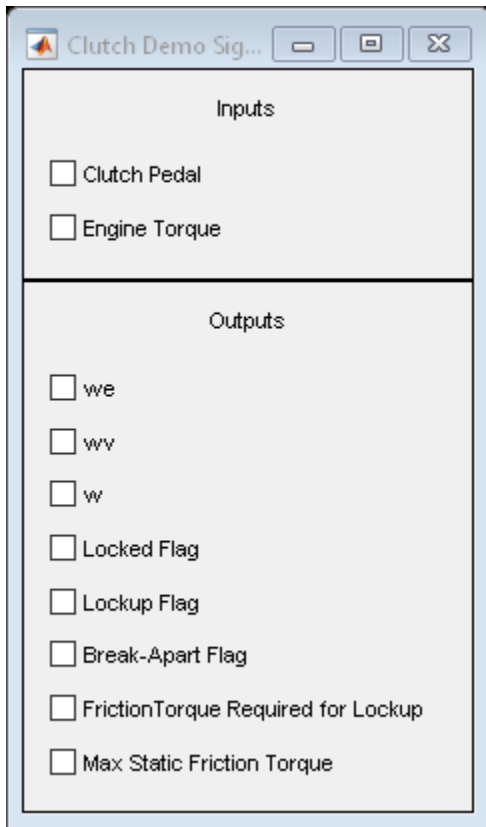 Clutch Demo Sig...
Inputs
Clutch Pedal
Engine Torque
Outputs
we
wv
w
Locked Flag
Lockup Flag
Break-Apart Flag
FrictionTorque Required for Lockup
Max Static Friction Torque